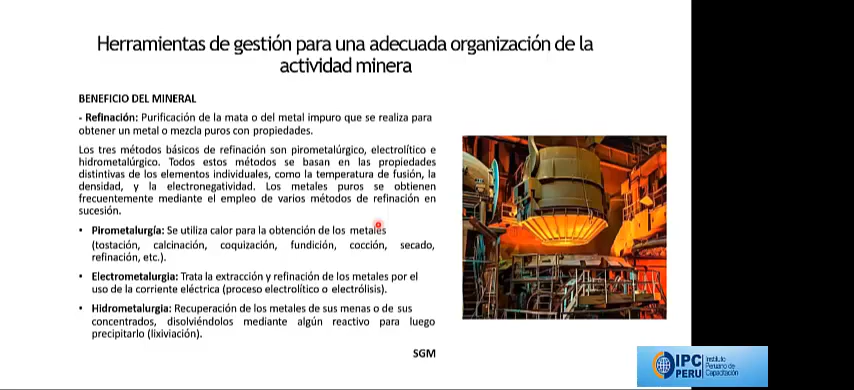 Herramientas de gestión para una adecuada organización de la
actividad minera
BENEFICIO DEL MINERAL
- Refinación: Purificación de la mata o del metal impuro que se realiza para
obtener un metal o mezcla puros con propiedades.
Los tres métodos básicos de refinación son pirometalúrgico, electrolítico e
hidrometalúrgico. Todos estos métodos se basan en las propiedades
distintivas de los elementos individuales, como la temperatura de fusión, la
densidad, y la electronegatividad. Los metales puros se obtienen
frecuentemente mediante el empleo de varios métodos de refinación en
sucesión.
• Pirometalurgía: Se utiliza calor para la obtención de los metales
(tostación, calcinación, coquización, fundición, cocción, secado,
refinación, etc.).
• Electrometalurgia: Trata la extracción y refinación de los metales por el
uso de la corriente eléctrica (proceso electrolítico o electrólisis).
• Hidrometalurgia: Recuperación de los metales de sus menas o de sus
concentrados, disolviéndolos mediante algún reactivo para luego
precipitarlo (lixiviación).
SGM
IPC
PERU
Instituto
Peruano de
Capacitación